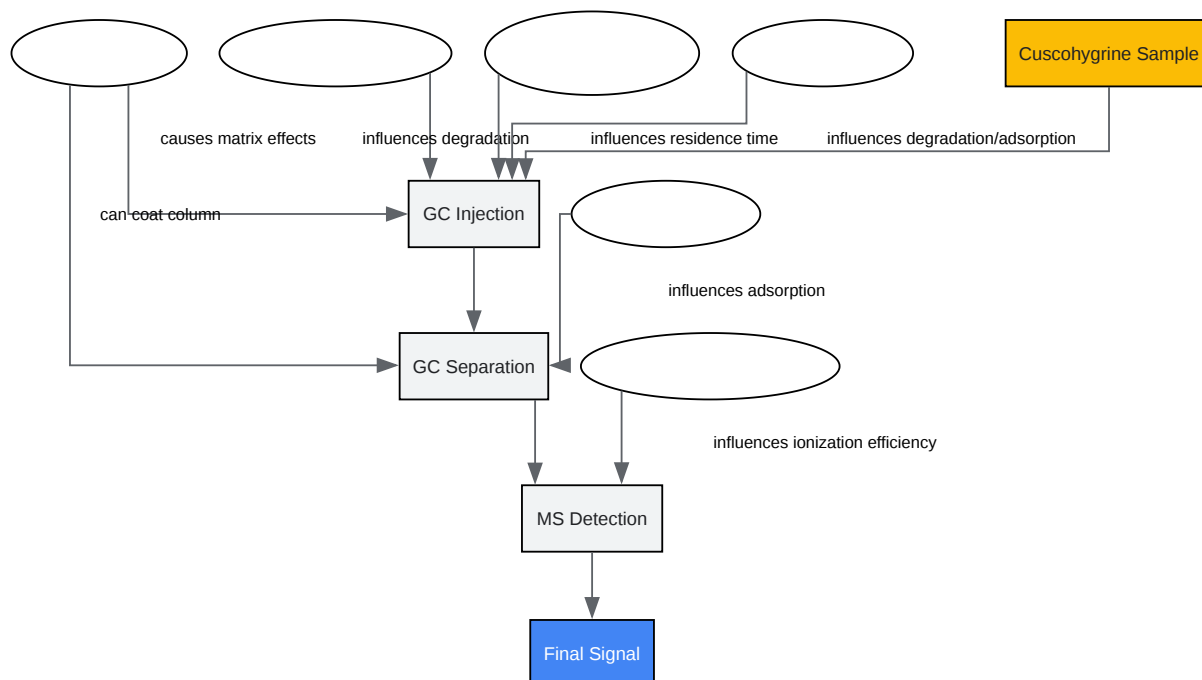 Cuscohygrine Sample
causes matrix effects
influences degradation
influences residence time
influences degradation/adsorption
GC Injection
can coat column
influences adsorption
GC Separation
influences ionization efficiency
MS Detection
Final Signal